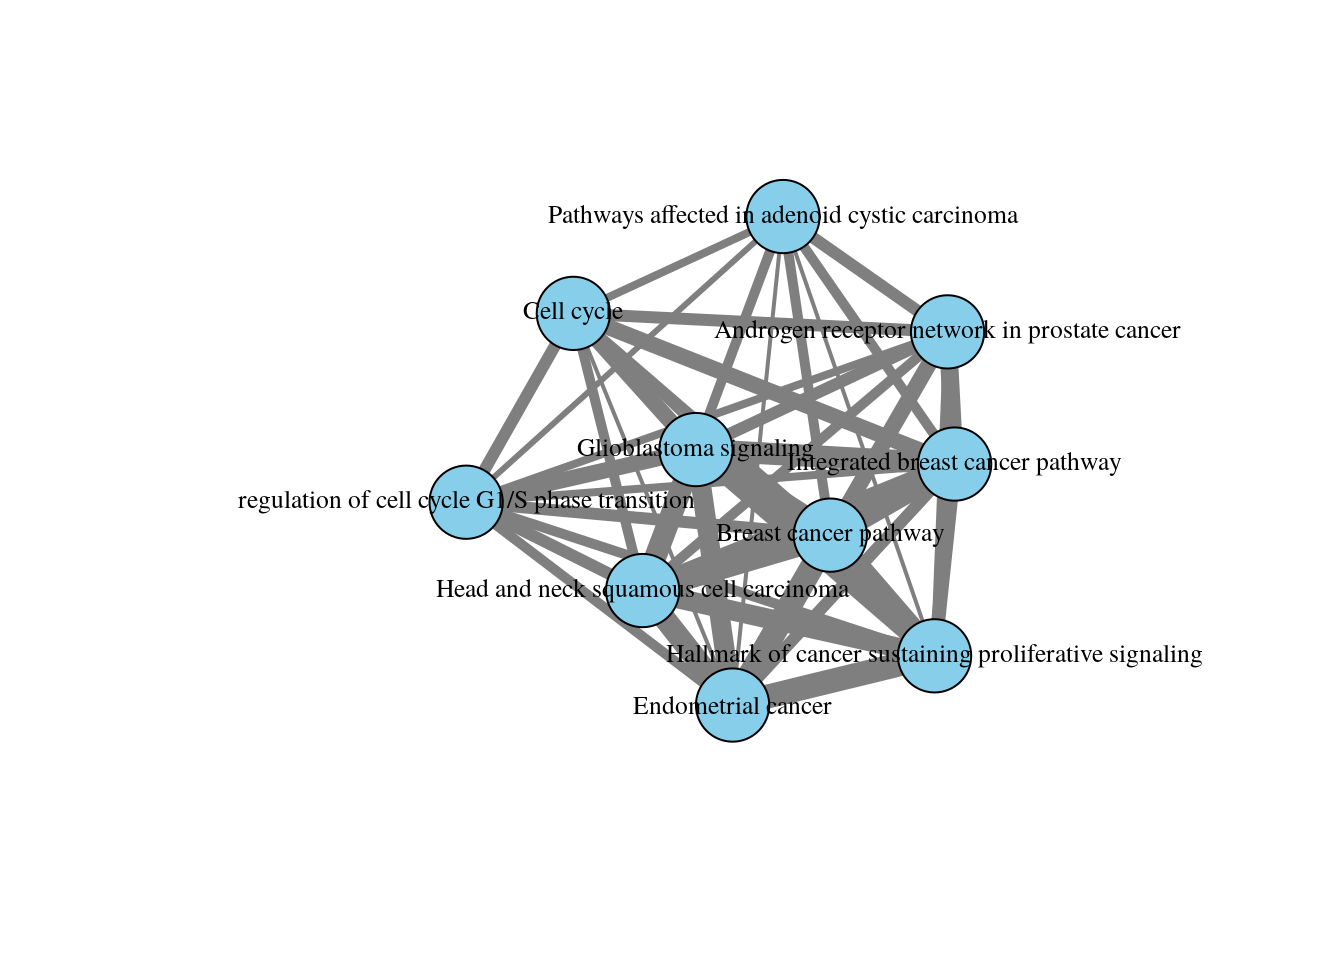 Pathways affected in adenoid cystic carcinoma
Cell cycle
Androgen receptor network in prostate cancer
Glioblastoma signaling
Integrated breast cancer pathway
regulation of cell cycle G1/S phase transition
Breast cancer pathway
Head and neck squamous cell carcinoma
Hallmark of cancer sustaining proliferative signaling
Endometrial cancer